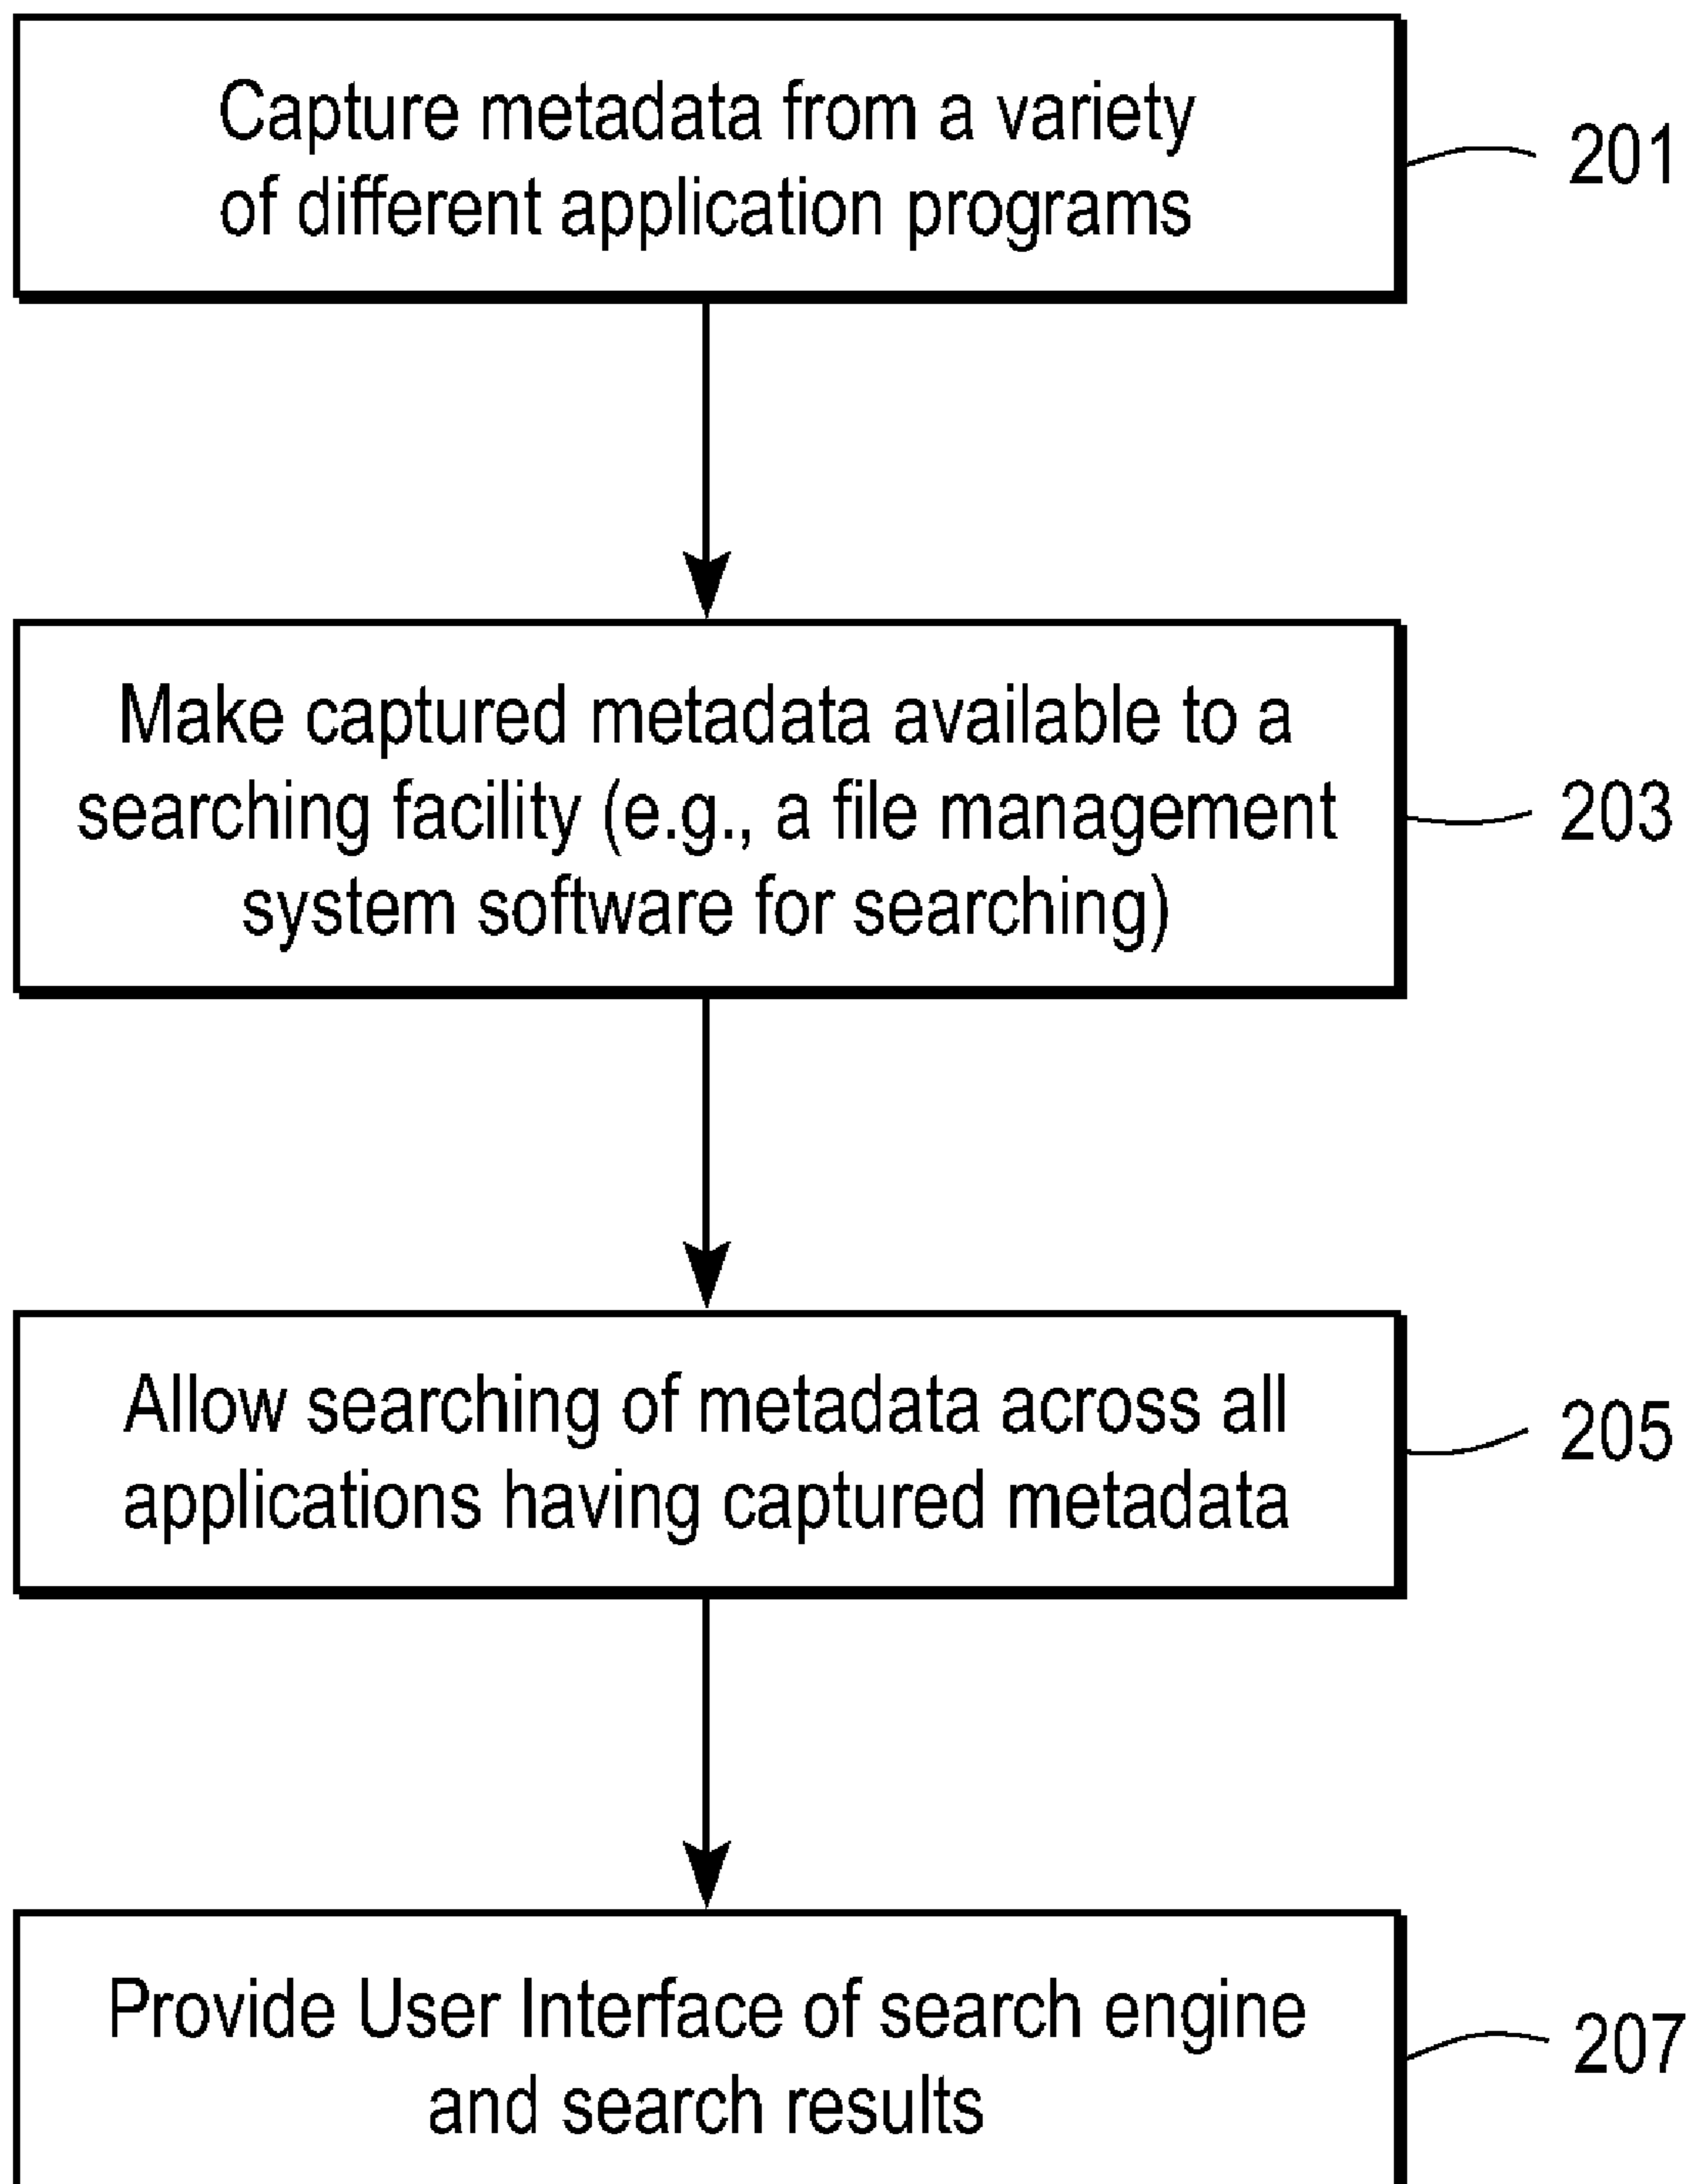 Capture metadata from a variety
of different application programs
201
Make captured metadata available to a
searching facility (e.g., a file management
system software for searching)
203
Allow searching of metadata across all
applications having captured metadata
205
Provide User Interface of search engine
and search results
207